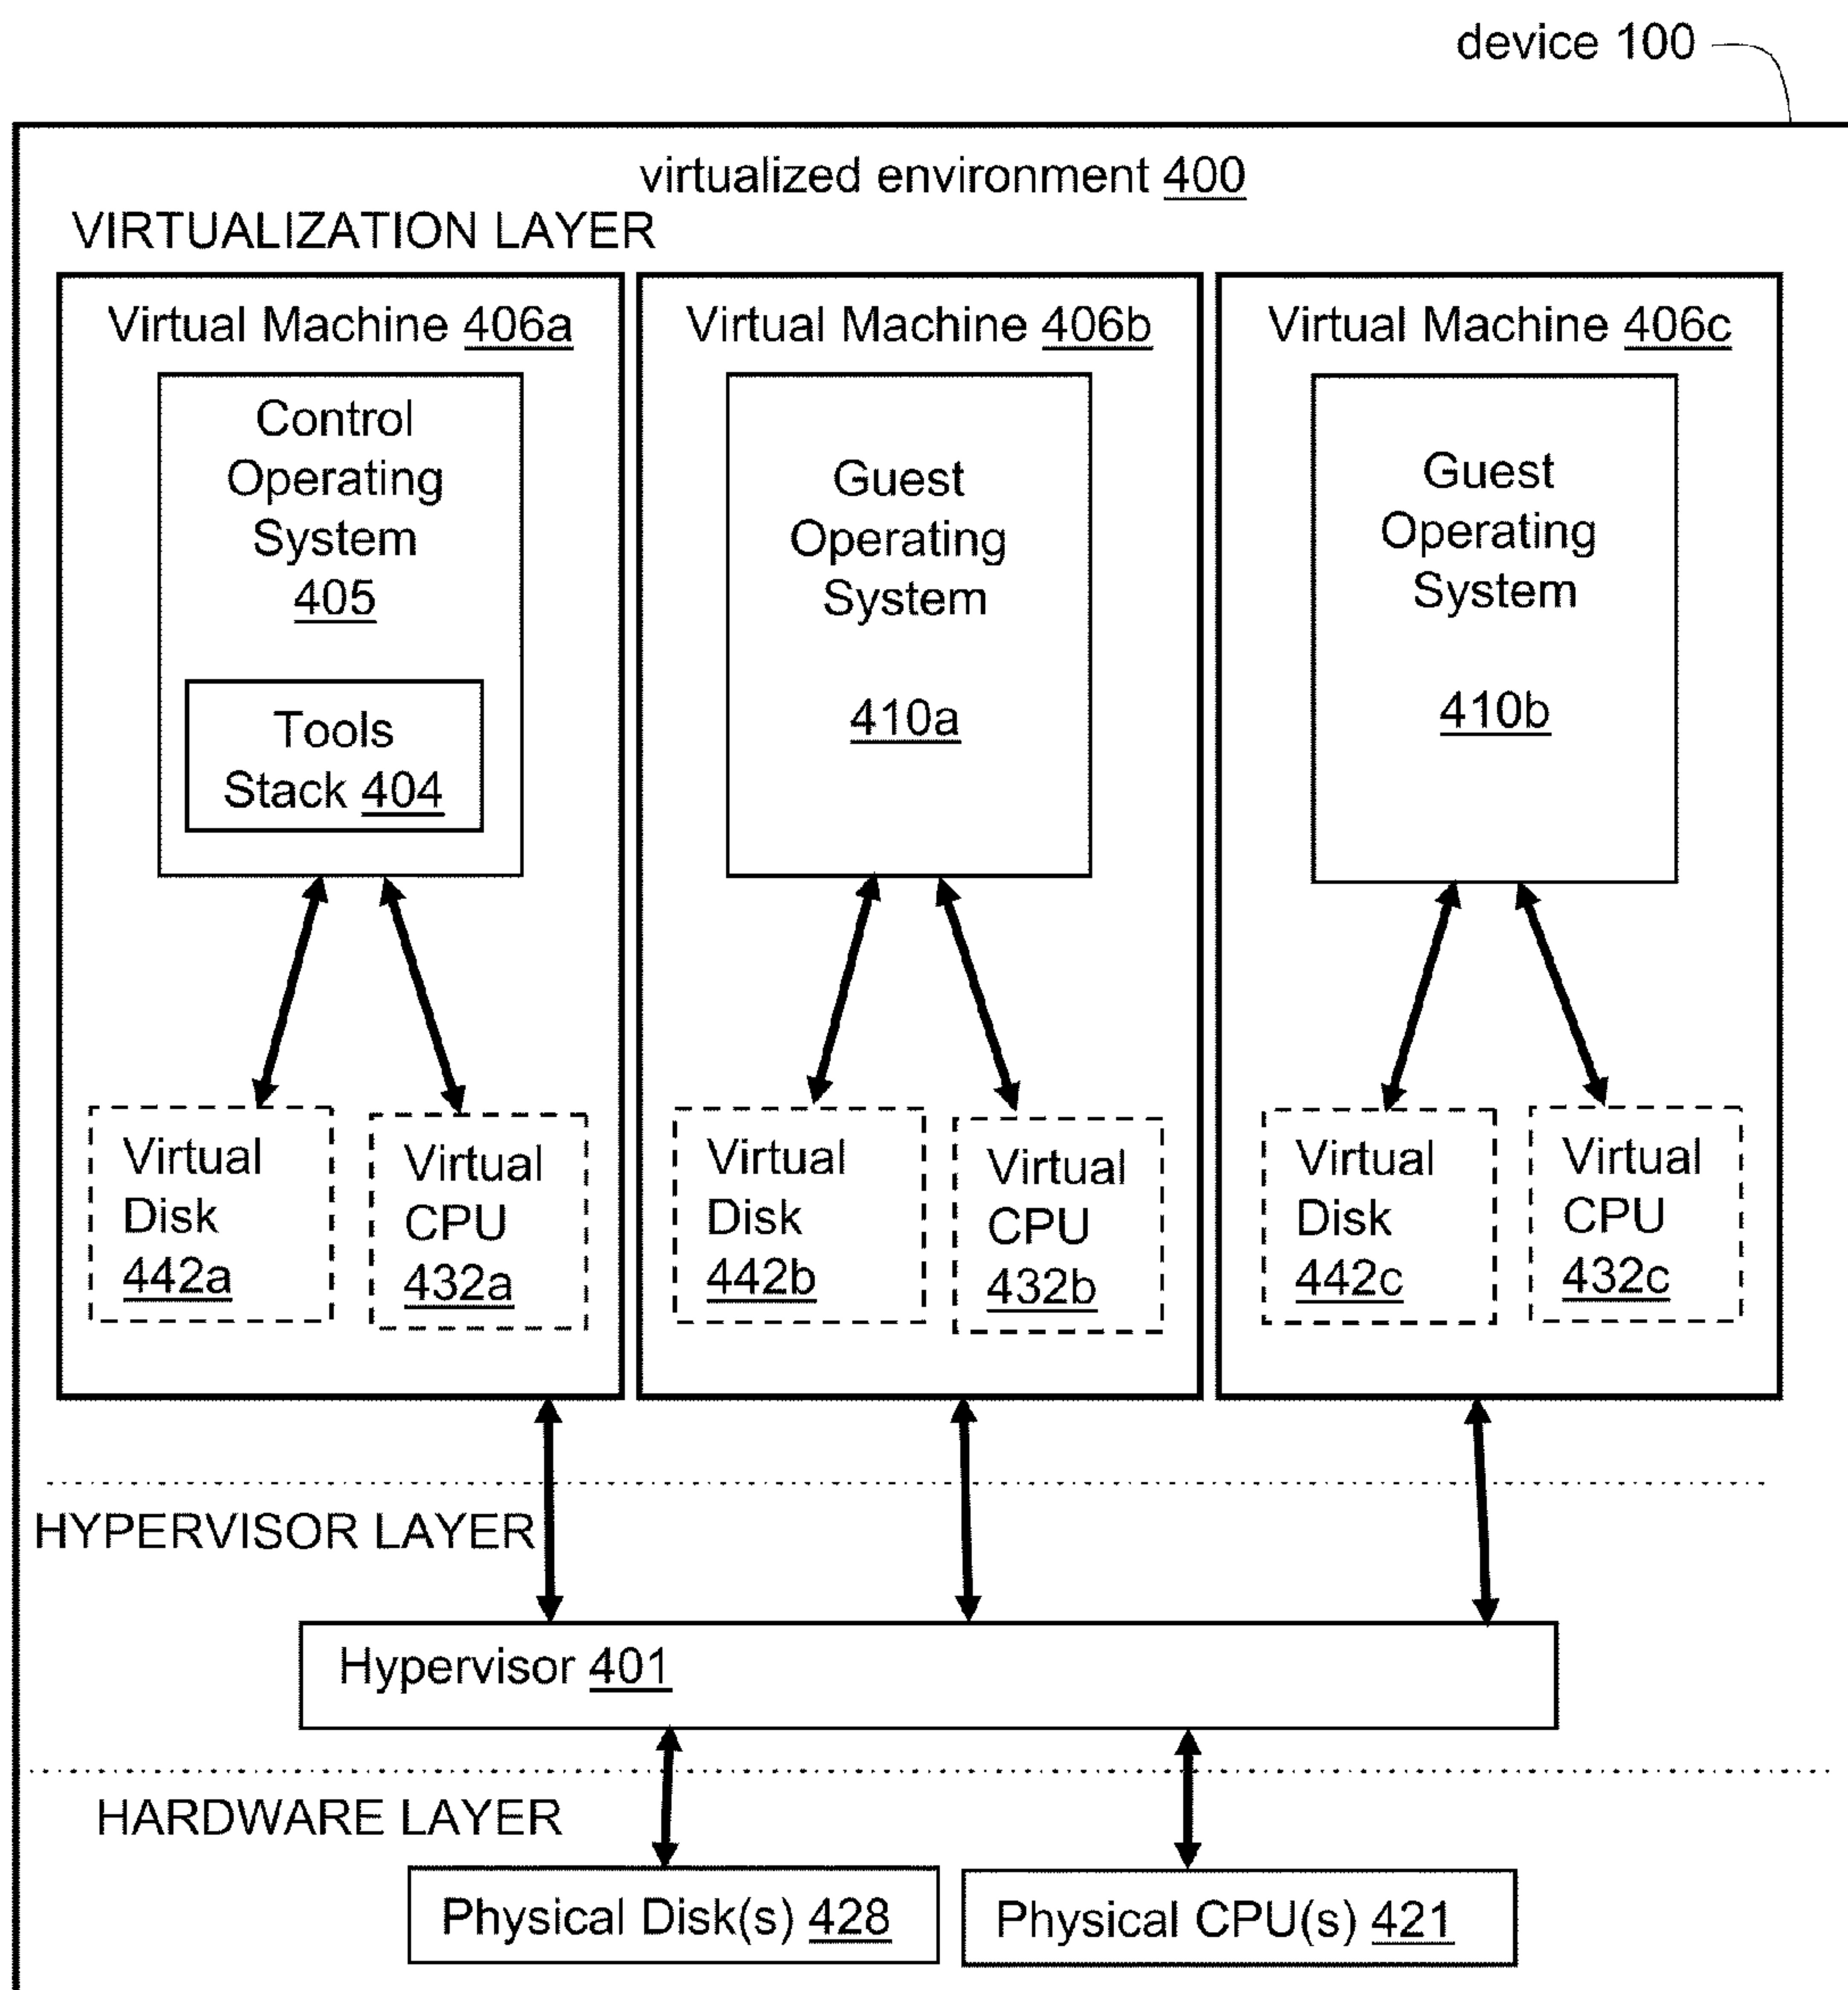 device 100
virtualized environment 400
VIRTUALIZATION LAYER
Virtual Machine 406a
Control
Operating
System
405
Tools
Stack 404
Virtual
Disk
442a
Virtual
CPU
432a
Virtual Machine 406b
Guest
Operating
System
410a
Virtual
Disk
442b
Virtual
CPU
432b
Virtual Machine 406c
Guest
Operating
System
410b
Virtual
Disk
442c
Virtual
CPU
432c
HYPERVISOR LAYER
Hypervisor 401
HARDWARE LAYER
Physical Disk(s) 428
Physical CPU(s) 421